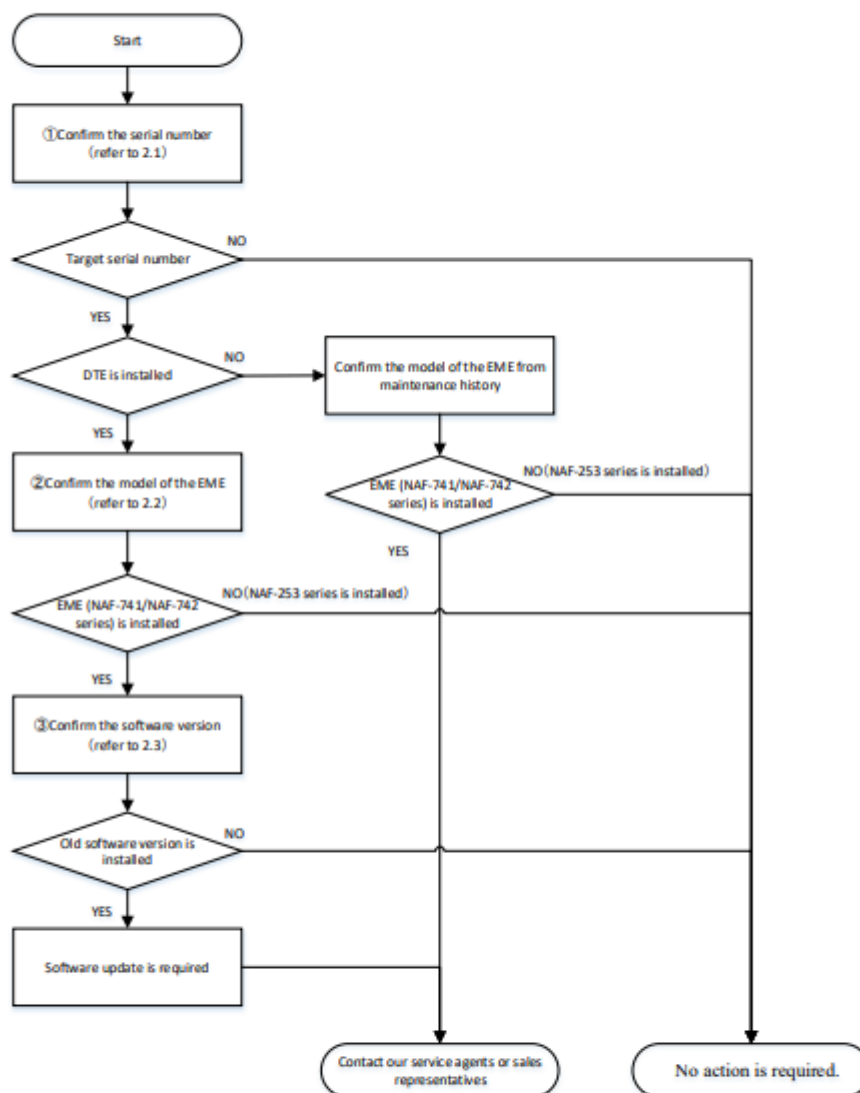 Start
①Confirm the serial number
(refer to 2.1)
Target serial number
NO
YES
DTE is installed
NO
Confirm the model of the EME from
maintenance history
YES
②Confirm the model of the EME
(refer to 2.2)
EME (NAF-741/NAF-742
series) is installed
NO(NAF-253 series is installed)
YES
EME (NAF-741/NAF-742
series) is installed
NO(NAF-253 series is installed)
YES
③Confirm the software version
(refer to 2.3)
Old software version is
installed
NO
YES
Software update is required
Contact our service agents or sales
representatives
No action is required.